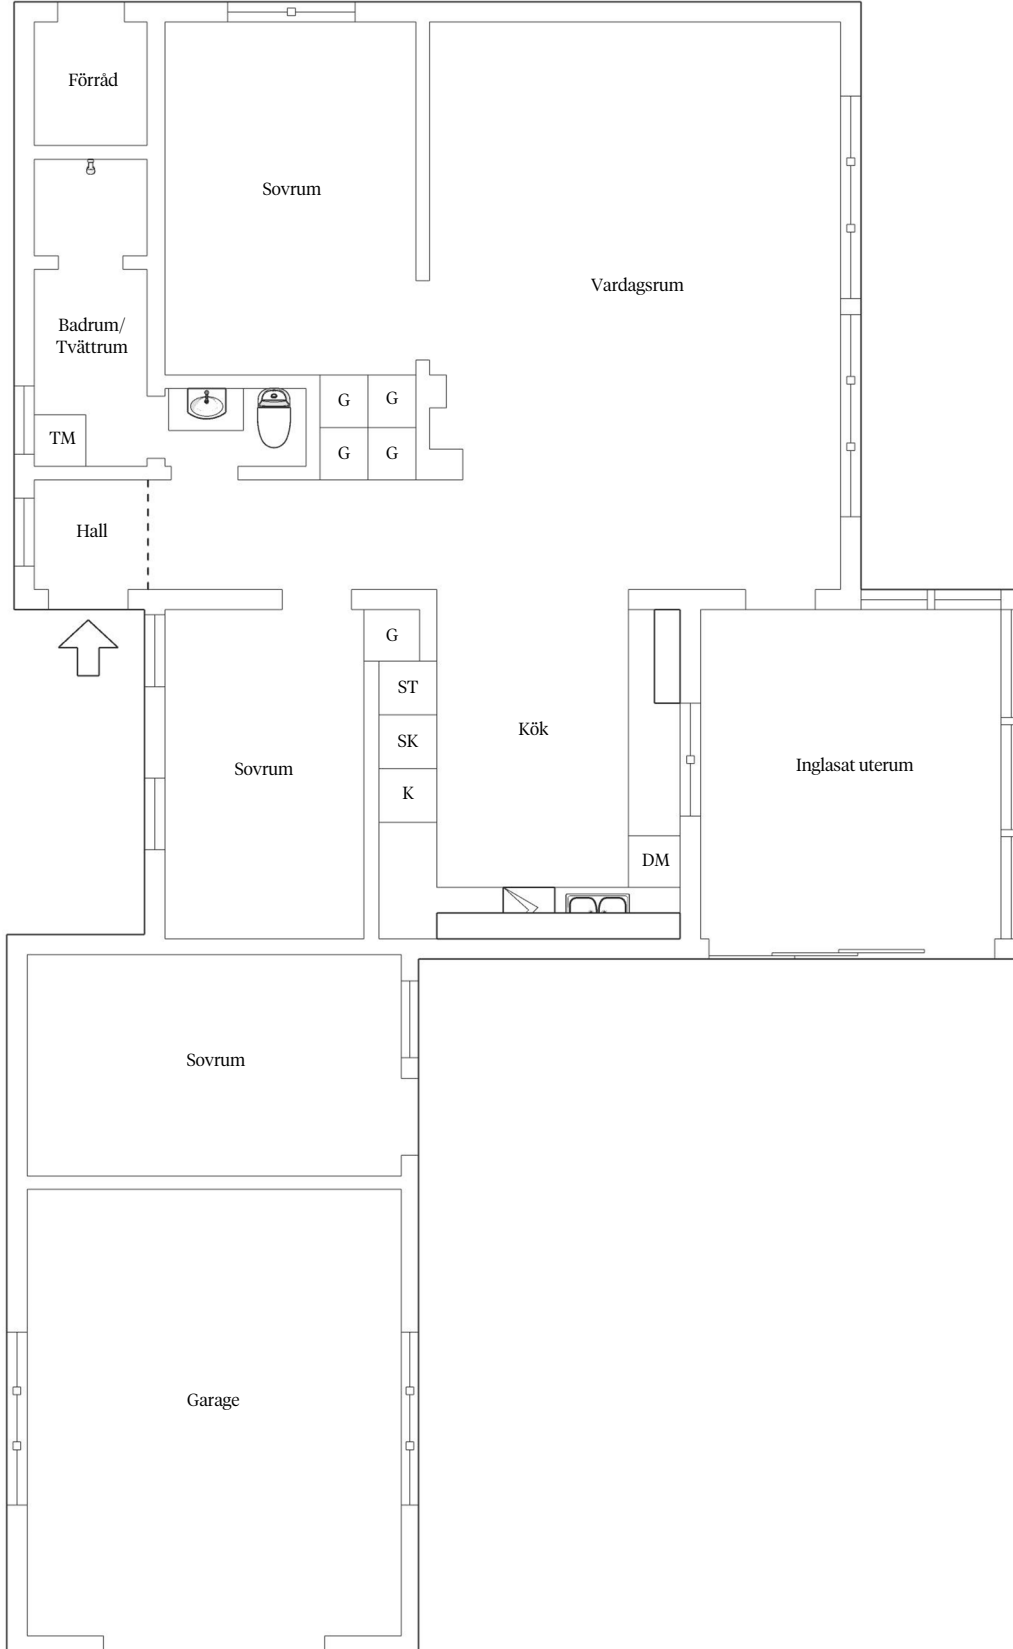 Förråd
Sovrum
Vardagsrum
Badrum/
Tvättrum
G
G
TM
G
G
Hall
G
ST
SK
K
Kök
Sovrum
Inglasat uterum
DM
Sovrum
Garage